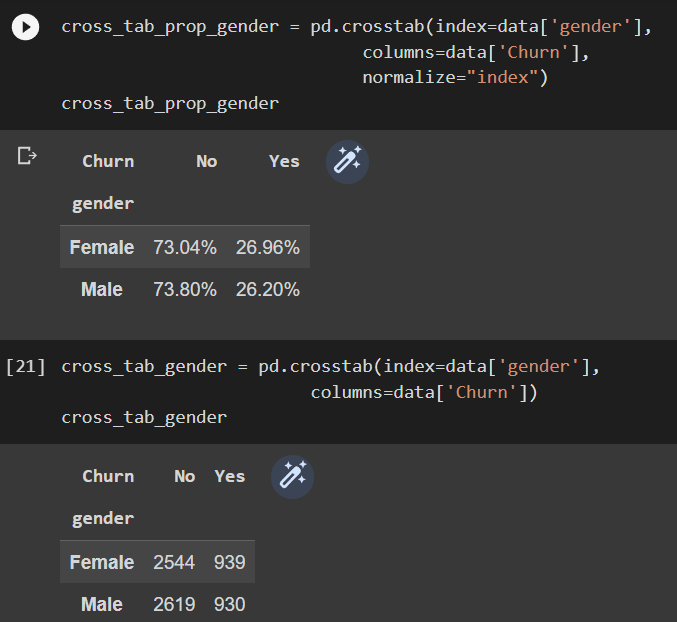 cross_tab_prop_gender = pd.crosstab(index=data['gender'],
columns=data['Churn'],
normalize="index")
cross_tab_prop_gender
Churn No Yes
gender
Female 73.04% 26.96%
Male 73.80% 26.20%
[21] cross_tab_gender = pd.crosstab(index=data['gender'],
columns=data['Churn'])
cross_tab_gender
Churn No Yes
gender
Female 2544 939
Male 2619 930